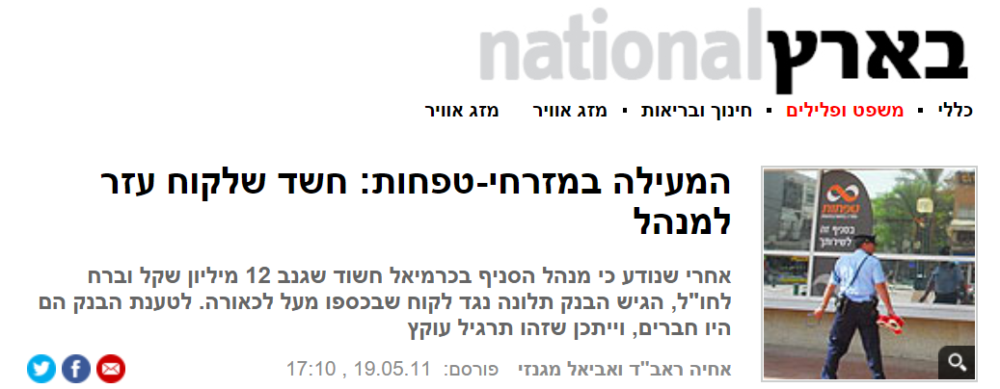 בארץ national
כללי ▪ משפט ופלילים ▪ חינוך ובריאות ▪ מזג אוויר מזג אוויר
המעילה במזרחי-טפחות: חשד שלקוח עזר
למנהל
אחרי שנודע כי מנהל הסניף בכרמיאל חשוד שגנב 12 מיליון שקל וברח
לחו"ל, הגיש הבנק תלונה נגד לקוח שבכספו מעל לכאורה. לטענת הבנק הם
היו חברים, וייתכן שזהו תרגיל עוקץ
אחיה ראב"ד ואביאל מגנזי פורסם: 19.05.11 , 17:10
טפחות
בסניף זה
לשירותך